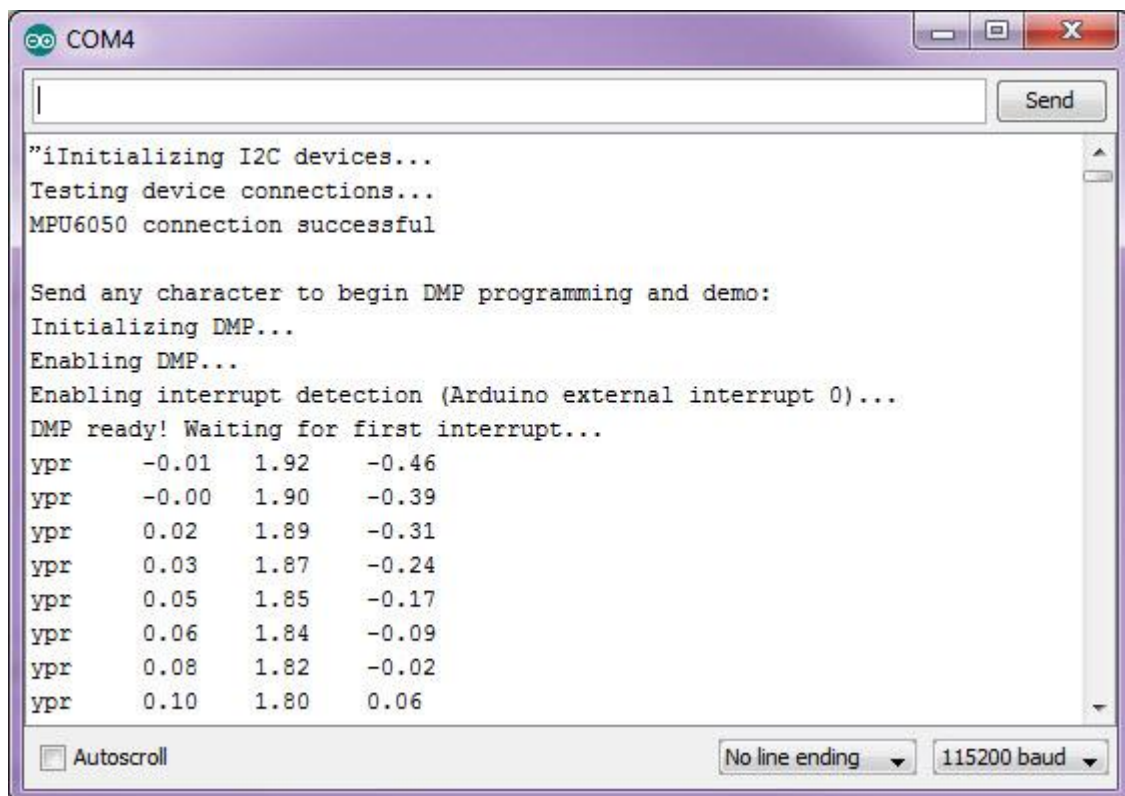 COM4
Send
”íInitializing I2C devices...
Testing device connections...
MPU6050 connection successful
Send any character to begin DMP programming and demo:
Initializing DMP...
Enabling DMP...
Enabling interrupt detection (Arduino external interrupt 0)...
DMP ready! Waiting for first interrupt...
ypr -0.01 1.92 -0.46
ypr -0.00 1.90 -0.39
ypr 0.02 1.89 -0.31
ypr 0.03 1.87 -0.24
ypr 0.05 1.85 -0.17
ypr 0.06 1.84 -0.09
ypr 0.08 1.82 -0.02
ypr 0.10 1.80 0.06
Autoscroll No line ending 115200 baud